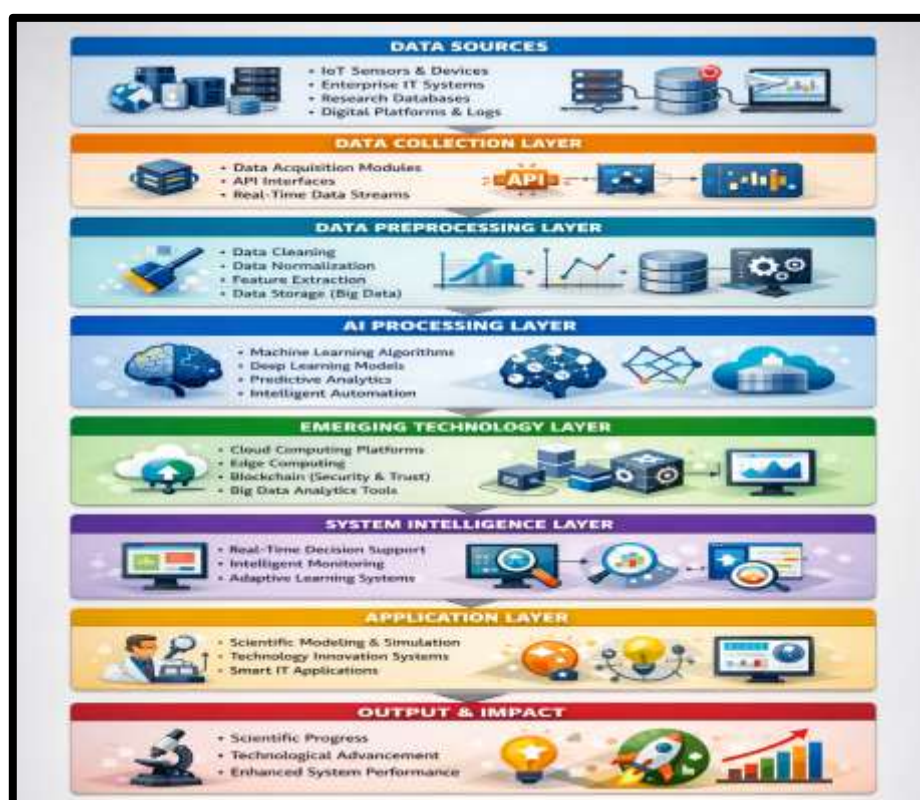 DATA SOURCES
• IoT Sensors & Devices
• Enterprise IT Systems
• Research Databases
• Digital Platforms & Logs
DATA COLLECTION LAYER
• Data Acquisition Modules
• API Interfaces
• Real-Time Data Streams
API
DATA PREPROCESSING LAYER
• Data Cleaning
• Data Normalization
• Feature Extraction
• Data Storage (Big Data)
AI PROCESSING LAYER
• Machine Learning Algorithms
• Deep Learning Models
• Predictive Analytics
• Intelligent Automation
EMERGING TECHNOLOGY LAYER
• Cloud Computing Platforms
• Edge Computing
• Blockchain (Security & Trust)
• Big Data Analytics Tools
SYSTEM INTELLIGENCE LAYER
• Real-Time Decision Support
• Intelligent Monitoring
• Adaptive Learning Systems
APPLICATION LAYER
• Scientific Modeling & Simulation
• Technology Innovation Systems
• Smart IT Applications
OUTPUT & IMPACT
• Scientific Progress
• Technological Advancement
• Enhanced System Performance